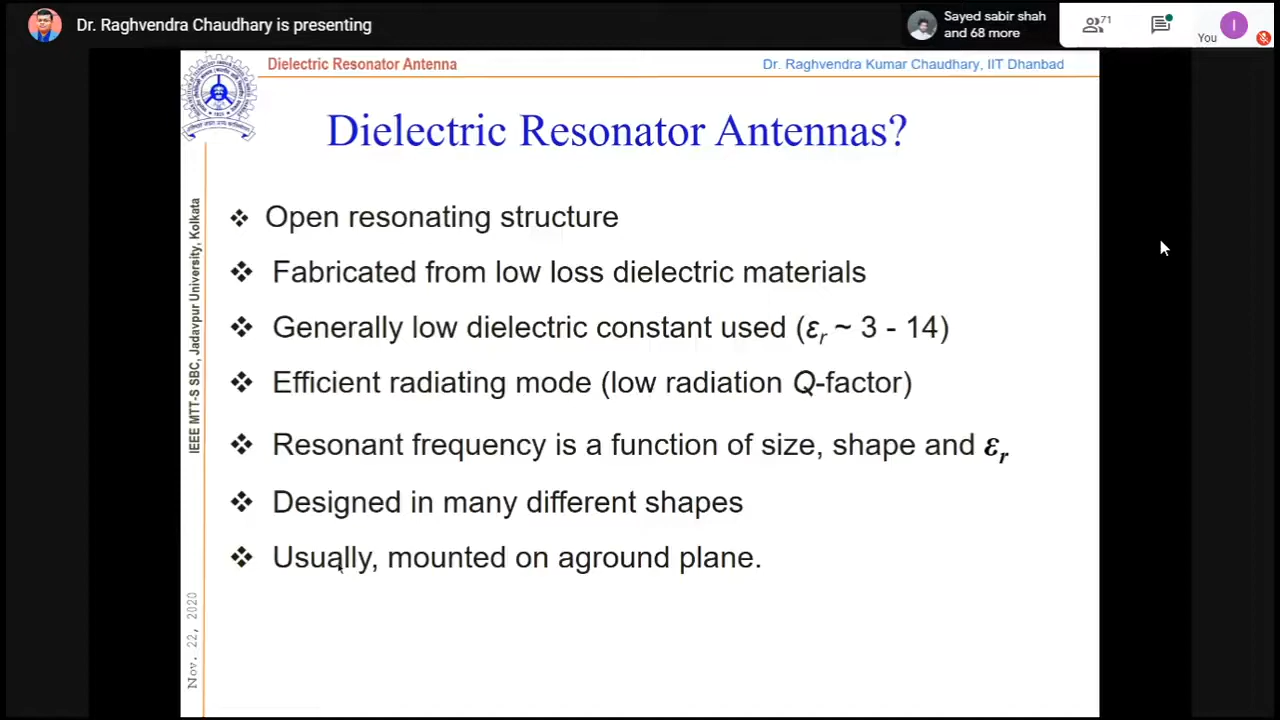 Dr. Raghvendra Chaudhary is presenting
Sayed sabir shah
and 68 more
71
You
I
Dielectric Resonator Antenna
Dr. Raghvendra Kumar Chaudhary, IIT Dhanbad
Dielectric Resonator Antennas?
❖ Open resonating structure
❖ Fabricated from low loss dielectric materials
❖ Generally low dielectric constant used (εr ~ 3 - 14)
❖ Efficient radiating mode (low radiation Q-factor)
❖ Resonant frequency is a function of size, shape and εr
❖ Designed in many different shapes
❖ Usually, mounted on aground plane.
IEEE MTT-S SBC, Jadavpur University, Kolkata
Nov. 22, 2020